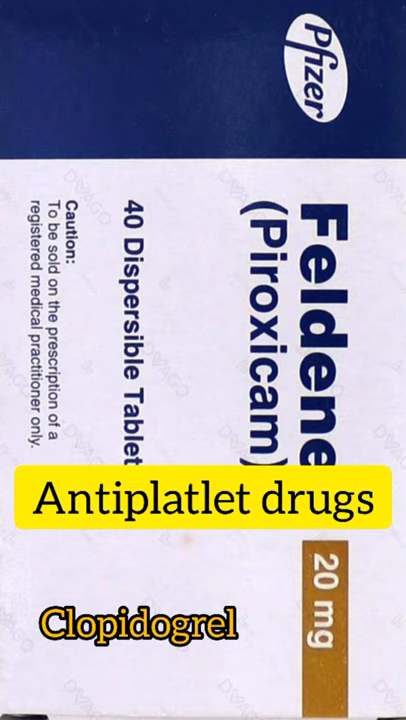 Pfizer
Feldene
(Piroxicam)
20 mg
40 Dispersible Tablet
Caution:
To be sold on the prescription of a
registered medical practitioner only.
Antiplatlet drugs
Clopidogrel
DVAGO